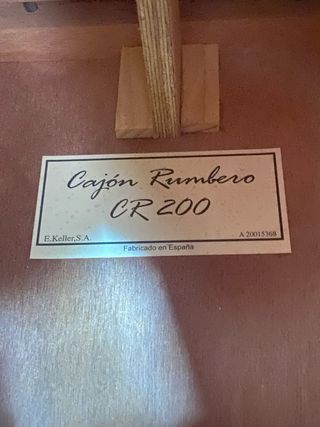 Cajón Rumbero
CR 200
E.Keller,S.A. A 20015368
Fabricado en España